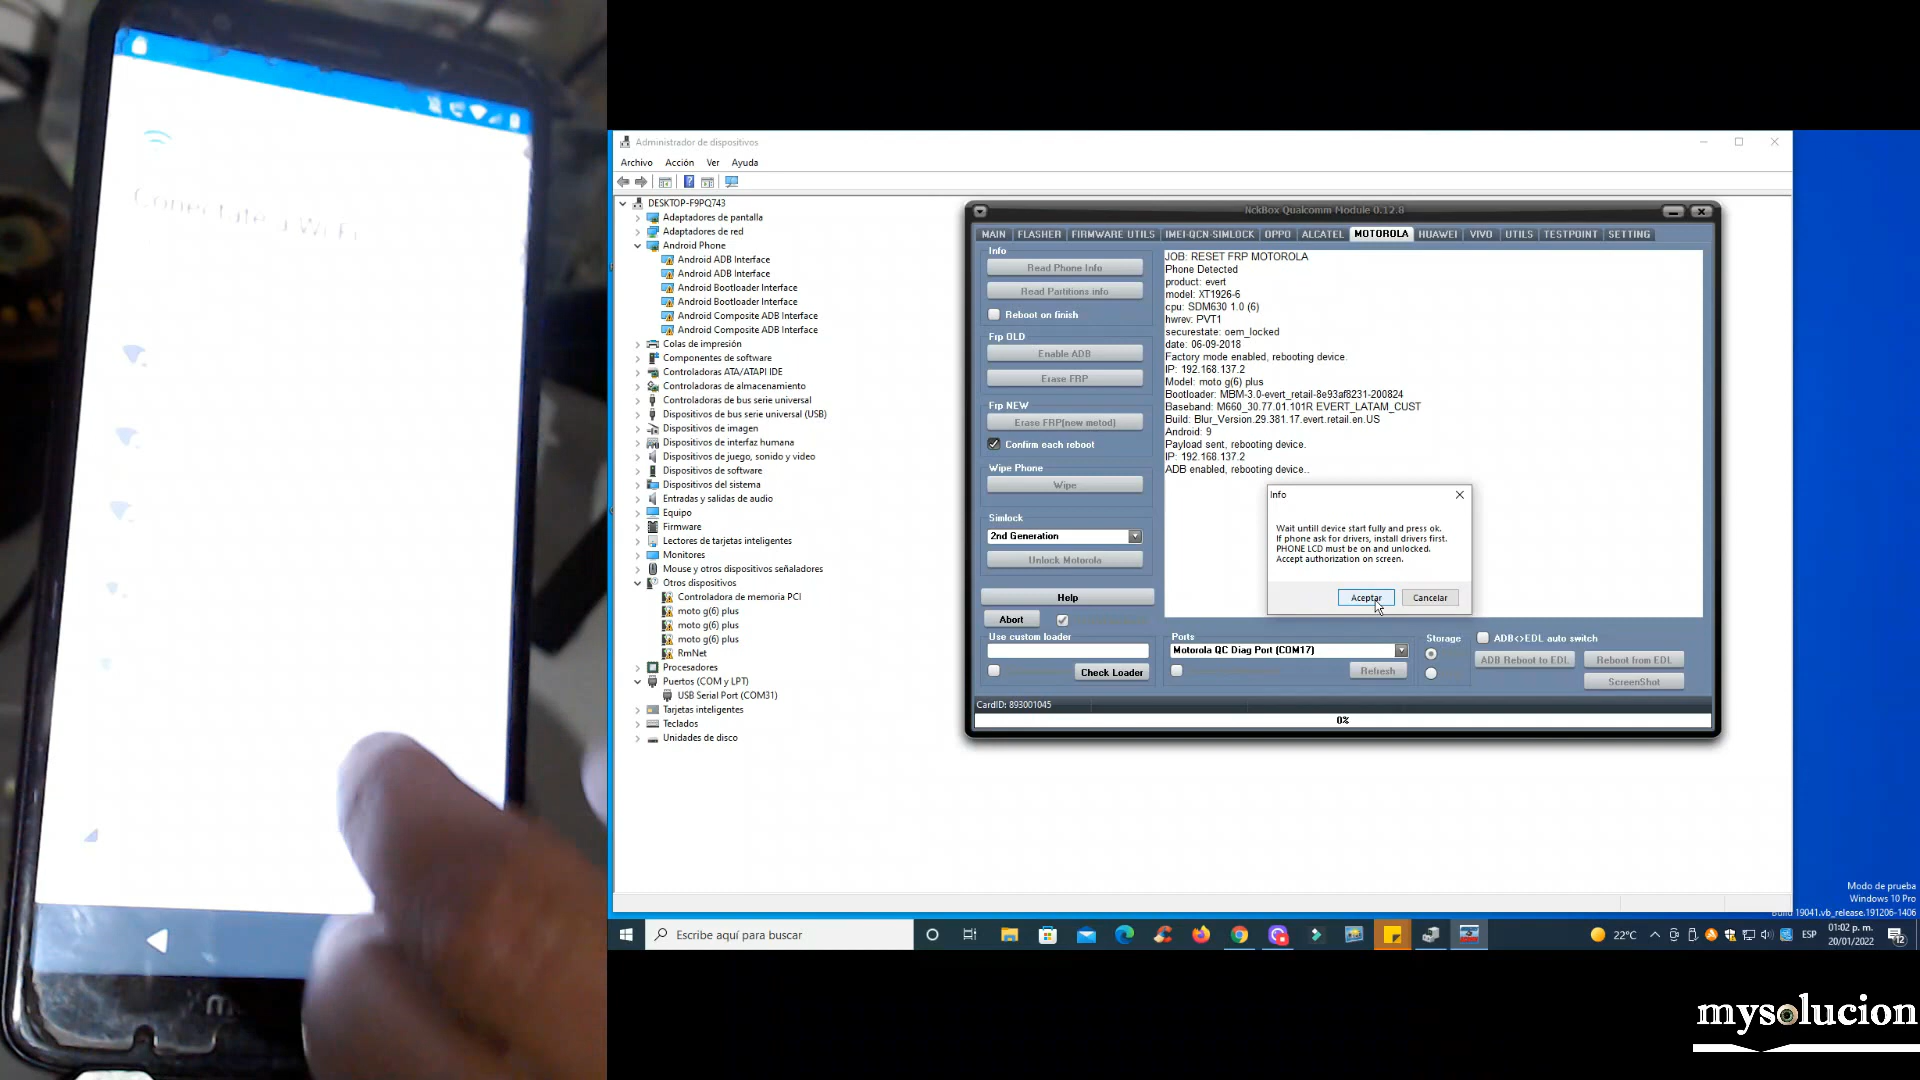 Conectate a Wi-Fi
Administrador de dispositivos
Archivo Acción Ver Ayuda
DESKTOP-F9PQ743
Adaptadores de pantalla
Adaptadores de red
Android Phone
Android ADB Interface
Android ADB Interface
Android Bootloader Interface
Android Bootloader Interface
Android Composite ADB Interface
Android Composite ADB Interface
Colas de impresión
Componentes de software
Controladoras ATA/ATAPI IDE
Controladoras de almacenamiento
Controladoras de bus serie universal
Dispositivos de bus serie universal (USB)
Dispositivos de imagen
Dispositivos de interfaz humana
Dispositivos de juego, sonido y video
Dispositivos de software
Dispositivos del sistema
Entradas y salidas de audio
Equipo
Firmware
Lectores de tarjetas inteligentes
Monitores
Mouse y otros dispositivos señaladores
Otros dispositivos
Controladora de memoria PCI
moto g(6) plus
moto g(6) plus
moto g(6) plus
RmNet
Procesadores
Puertos (COM y LPT)
USB Serial Port (COM31)
Tarjetas inteligentes
Teclados
Unidades de disco
NckBox Qualcomm Module 0.12.8
MAIN FLASHER FIRMWARE UTILS IMEI-QCN-SIMLOCK OPPO ALCATEL MOTOROLA HUAWEI VIVO UTILS TESTPOINT SETTING
Info
Read Phone Info
Read Partitions info
Reboot on finish
Frp OLD
Enable ADB
Erase FRP
Frp NEW
Erase FRP(new metod)
Confirm each reboot
Wipe Phone
Wipe
Simlock
2nd Generation
Unlock Motorola
Help
Abort
Use custom loader
Check Loader
JOB: RESET FRP MOTOROLA
Phone Detected
product: evert
model: XT1926-6
cpu: SDM630 1.0 (6)
hwrev: PVT1
securestate: oem_locked
date: 06-09-2018
Factory mode enabled, rebooting device.
IP: 192.168.137.2
Model: moto g(6) plus
Bootloader: MBM-3.0-evert_retail-8e93af8231-200824
Baseband: M660_30.77.01.101R EVERT_LATAM_CUST
Build: Blur_Version.29.381.17.evert.retail.en.US
Android: 9
Payload sent, rebooting device.
IP: 192.168.137.2
ADB enabled, rebooting device..
Info
Wait untill device start fully and press ok.
If phone ask for drivers, install drivers first.
PHONE LCD must be on and unlocked.
Accept authorization on screen.
Aceptar Cancelar
Ports
Motorola QC Diag Port (COM17)
Refresh
Storage
ADB<>EDL auto switch
ADB Reboot to EDL Reboot from EDL
ScreenShot
CardID: 893001045
0%
Modo de prueba
Windows 10 Pro
Build 19041.vb_release.191206-1406
Escribe aquí para buscar
22°C
ESP
01:02 p. m.
20/01/2022
12
mysolucion